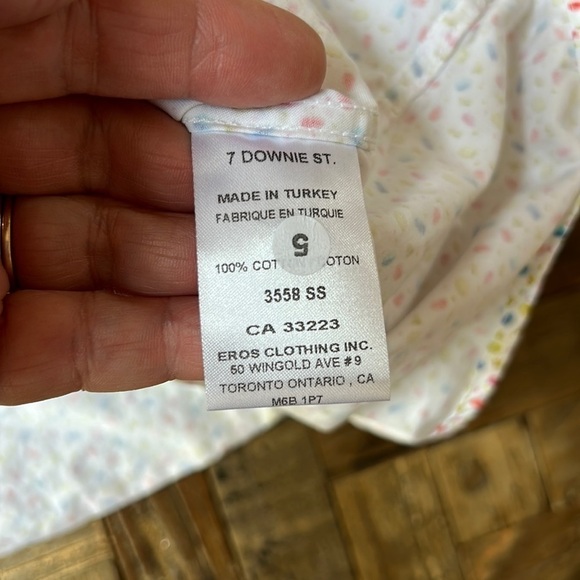 7 DOWNIE ST.
MADE IN TURKEY
FABRIQUE EN TURQUIE
5
100% COT OTON
3558 SS
CA 33223
EROS CLOTHING INC.
50 WINGOLD AVE #9
TORONTO ONTARIO , CA
M6B 1P7